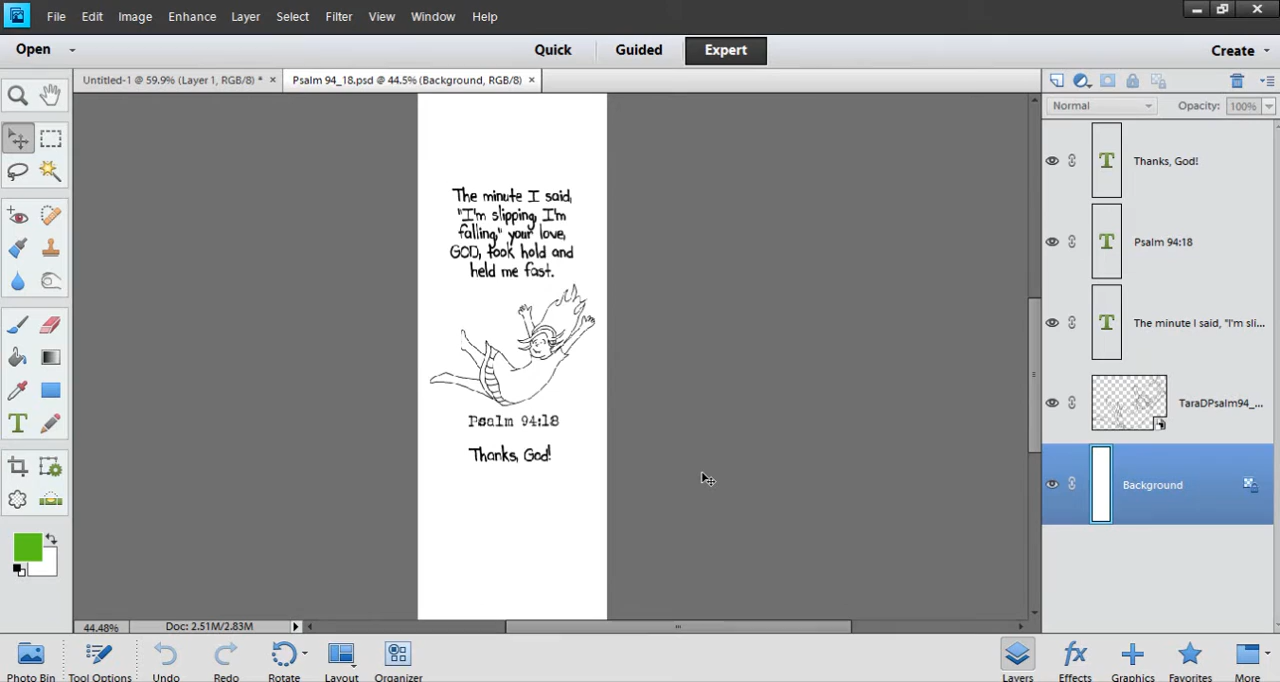 File Edit Image Enhance Layer Select Filter View Window Help
Open Quick Guided Expert Create
Untitled-1 @ 59.9% (Layer 1, RGB/8) * × Psalm 94_18.psd @ 44.5% (Background, RGB/8) ×
Normal Opacity: 100%
The minute I said,
"I'm slipping, I'm
falling," your love,
GOD, took hold and
held me fast.
Psalm 94:18
Thanks, God!
T Thanks, God!
T Psalm 94:18
T The minute I said, "I'm sli...
TaraDPsalm94_...
Background
T
44.48% Doc: 2.51M/2.83M
Photo Bin Tool Options Undo Redo Rotate Layout Organizer fx Layers Effects Graphics Favorites More